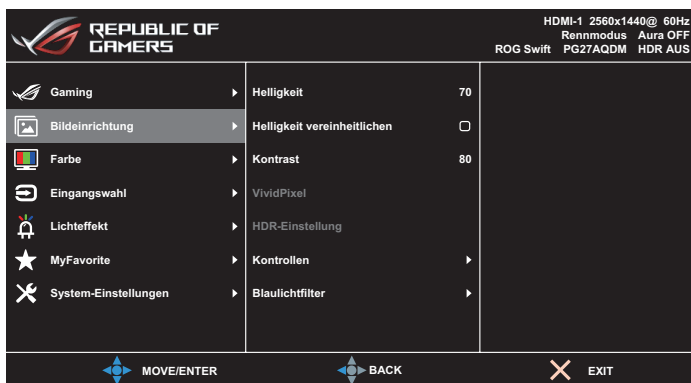 REPUBLIC OF
GAMERS
HDMI-1 2560x1440@ 60Hz
Rennmodus Aura OFF
ROG Swift PG27AQDM HDR AUS
Gaming
Bildeinrichtung
Farbe
Eingangswahl
Lichteffekt
MyFavorite
System-Einstellungen
Helligkeit 70
Helligkeit vereinheitlichen
Kontrast 80
VividPixel
HDR-Einstellung
Kontrollen
Blaulichtfilter
MOVE/ENTER
BACK
EXIT